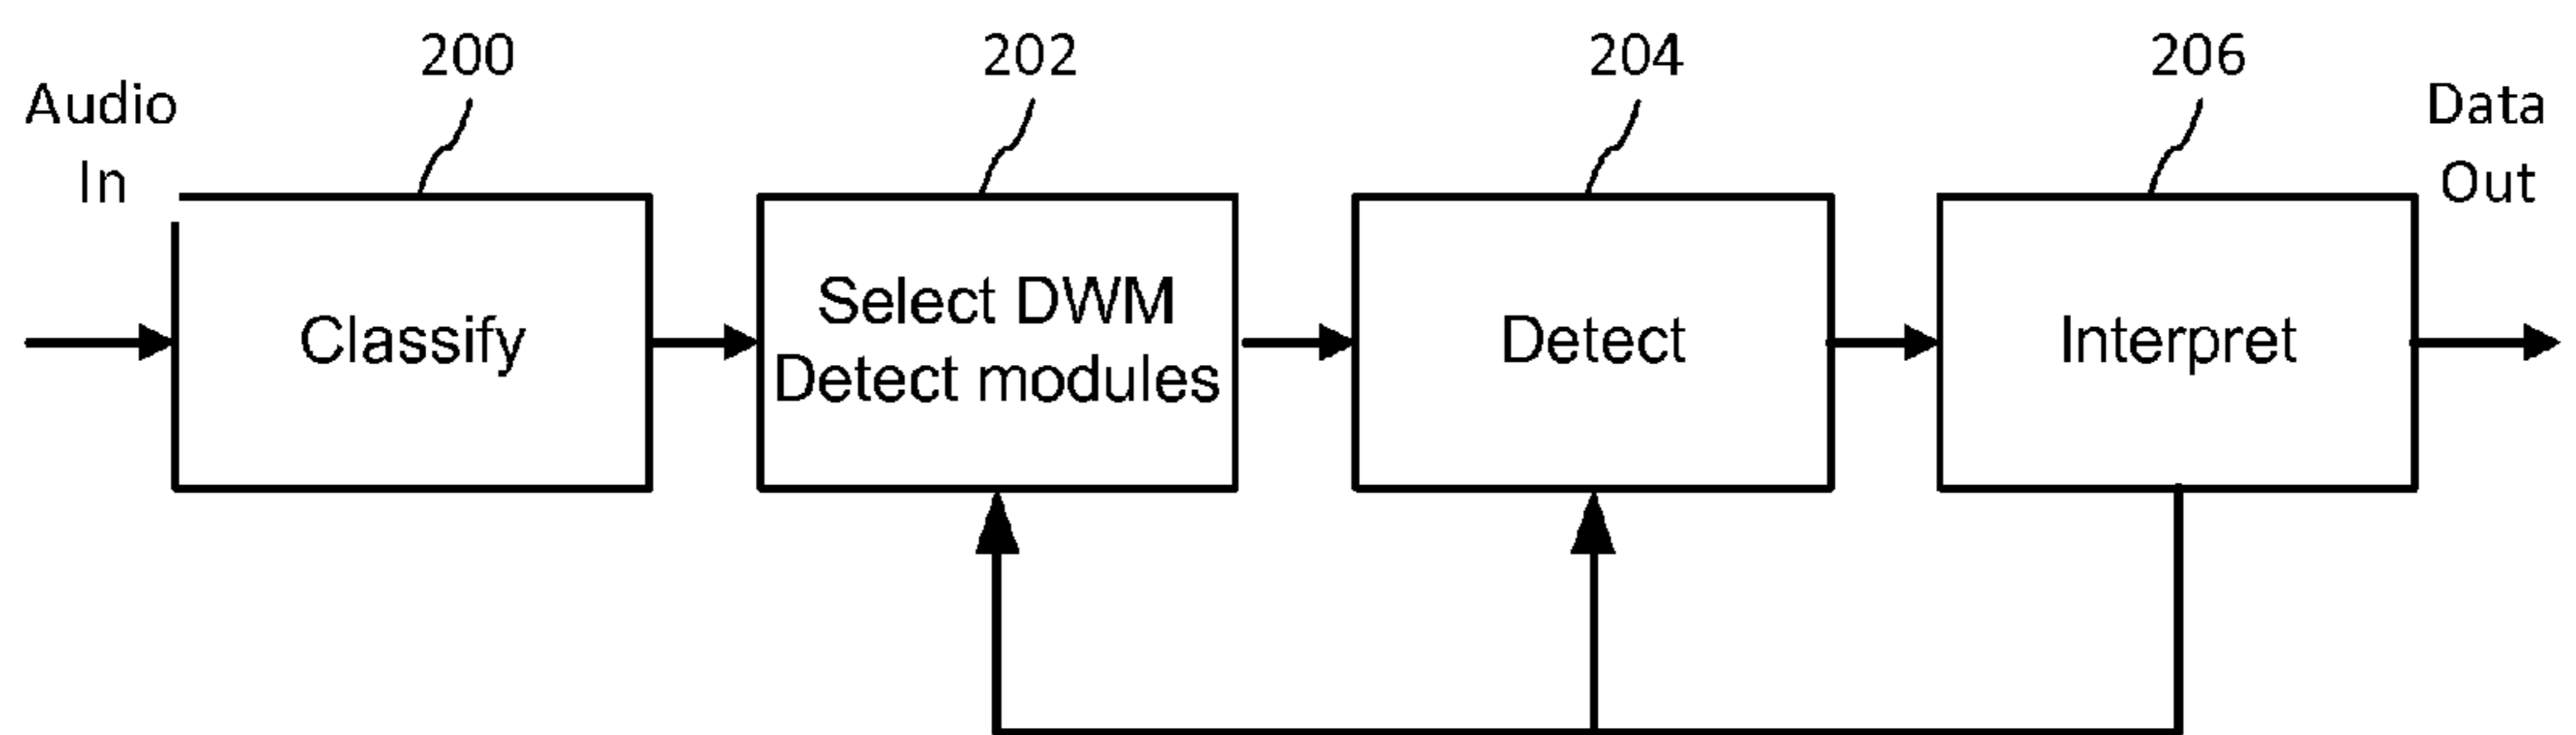 200
202
204
206
Audio
In
Data
Out
Classify
Select DWM
Detect modules
Detect
Interpret